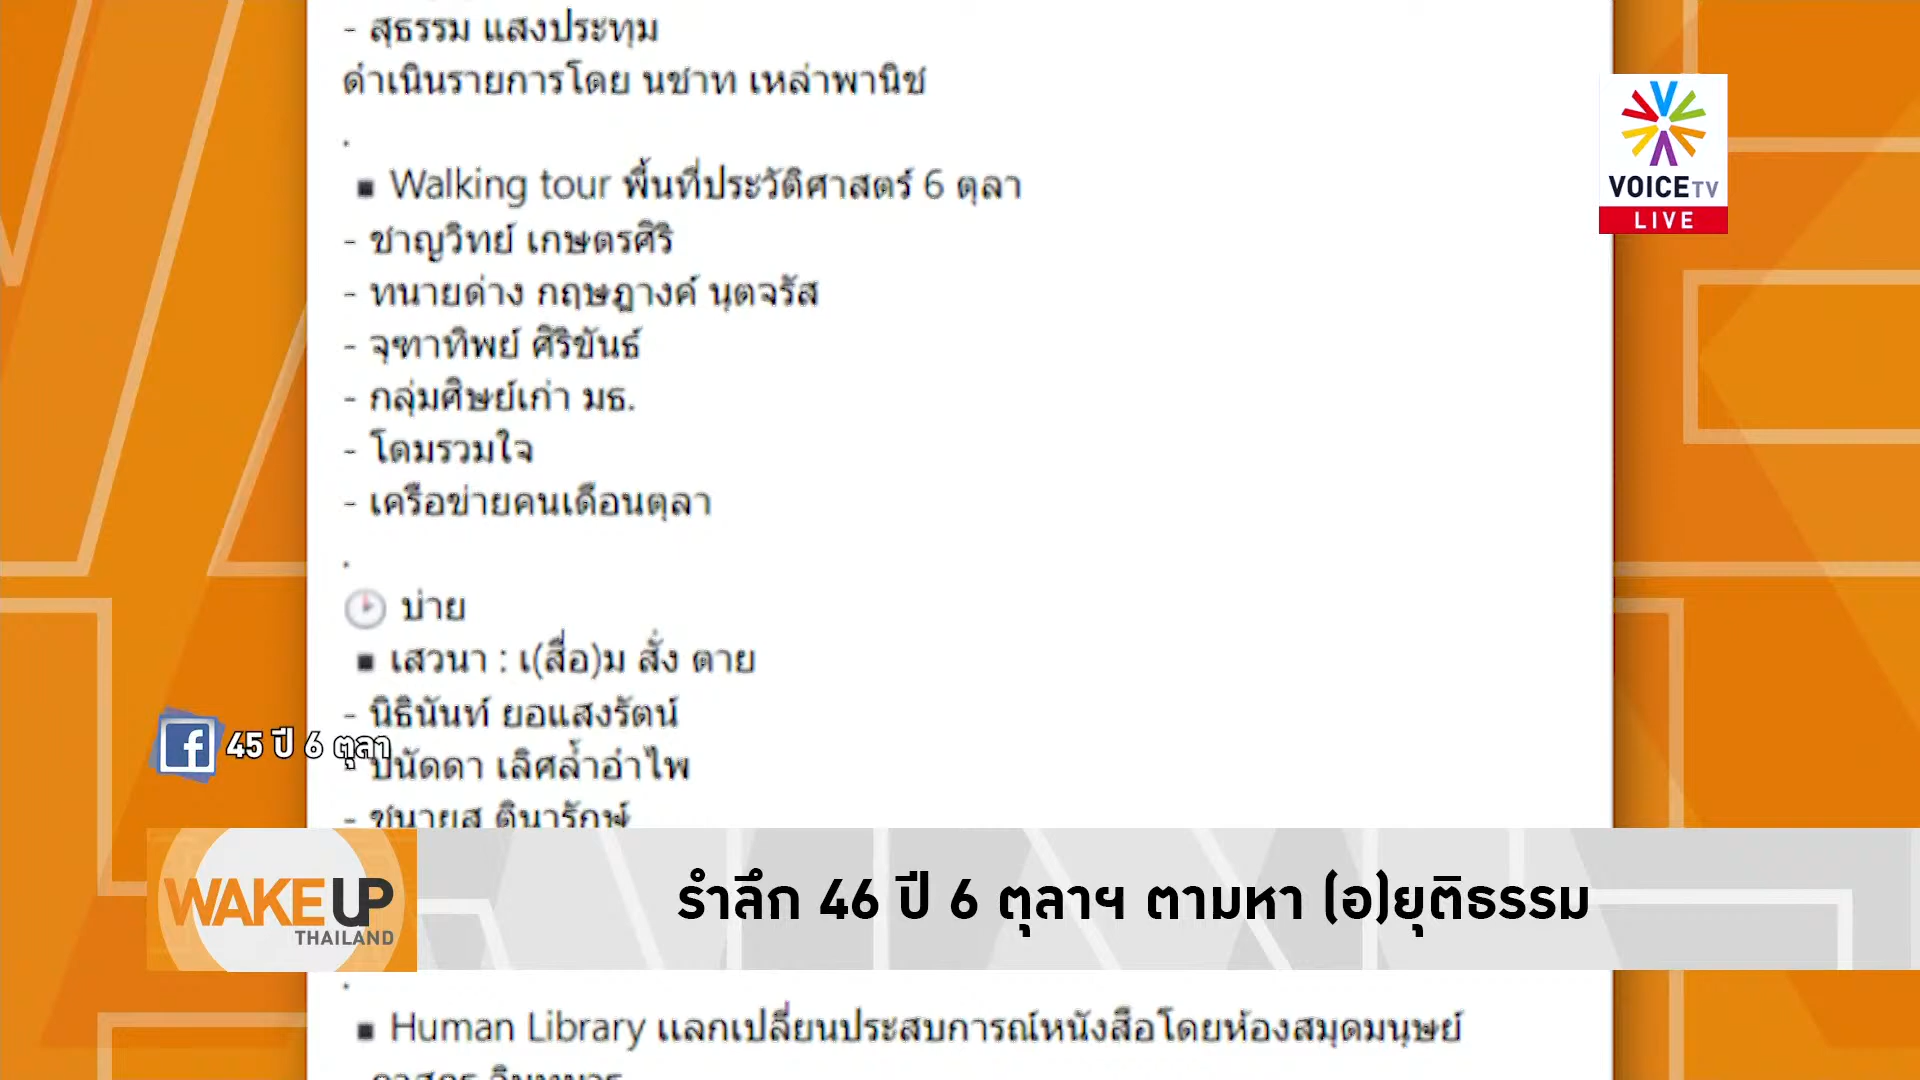 - สุธรรม แสงประทุม
ดำเนินรายการโดย นชาท เหล่าพานิช
.
▪ Walking tour พื้นที่ประวัติศาสตร์ 6 ตุลา
- ชาญวิทย์ เกษตรศิริ
- ทนายด่าง กฤษฎางค์ นุตจรัส
- จุฑาทิพย์ ศิริขันธ์
- กลุ่มศิษย์เก่า มธ.
- โดมรวมใจ
- เครือข่ายคนเดือนตุลา
.
บ่าย
▪ เสวนา : เ(สื่อ)ม สั่ง ตาย
- นิธินันท์ ยอแสงรัตน์
- ปนัดดา เลิศล้ำอำไพ
- ชนายุส ตินารักษ์
.
▪ Human Library แลกเปลี่ยนประสบการณ์หนังสือโดยห้องสมุดมนุษย์
VOICE TV
LIVE
45 ปี 6 ตุลา
WAKE UP
THAILAND
รำลึก 46 ปี 6 ตุลาฯ ตามหา (อ)ยุติธรรม